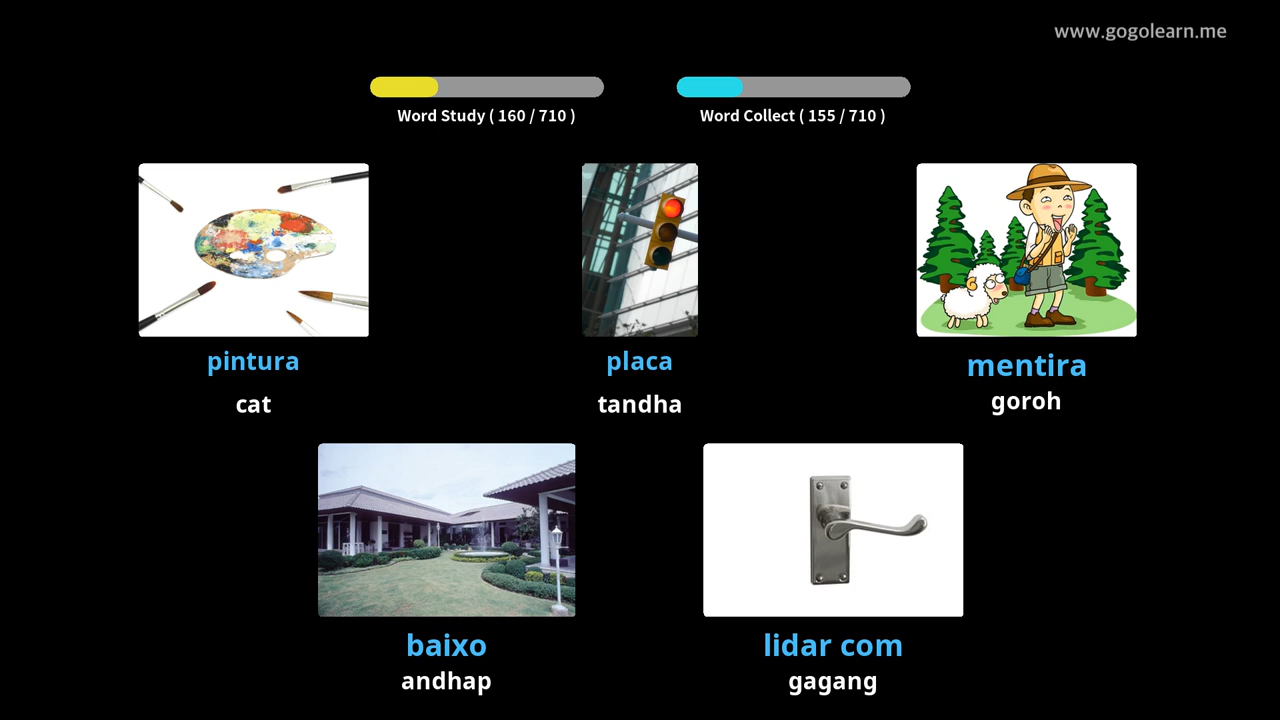 www.gogolearn.me
Word Study ( 160 / 710 )
Word Collect ( 155 / 710 )
pintura
cat
placa
tandha
mentira
goroh
baixo
andhap
lidar com
gagang